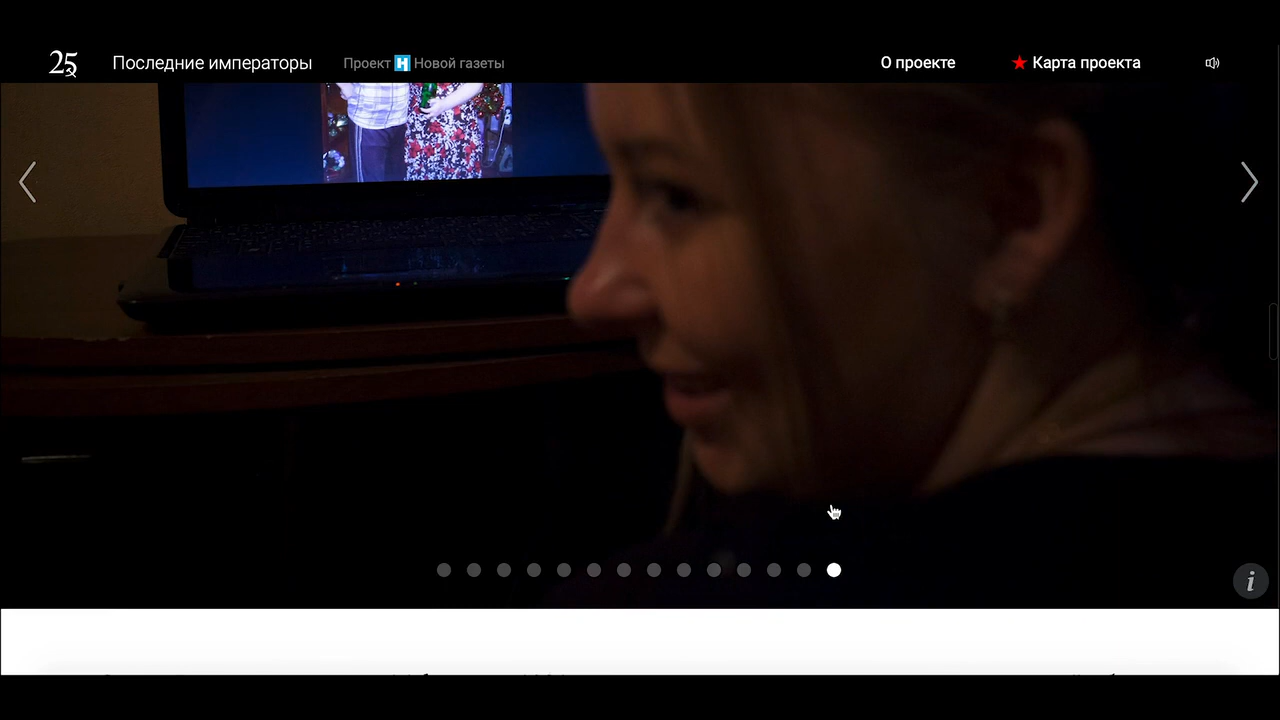 25
Последние императоры
Проект Н Новой газеты
О проекте
Карта проекта
i